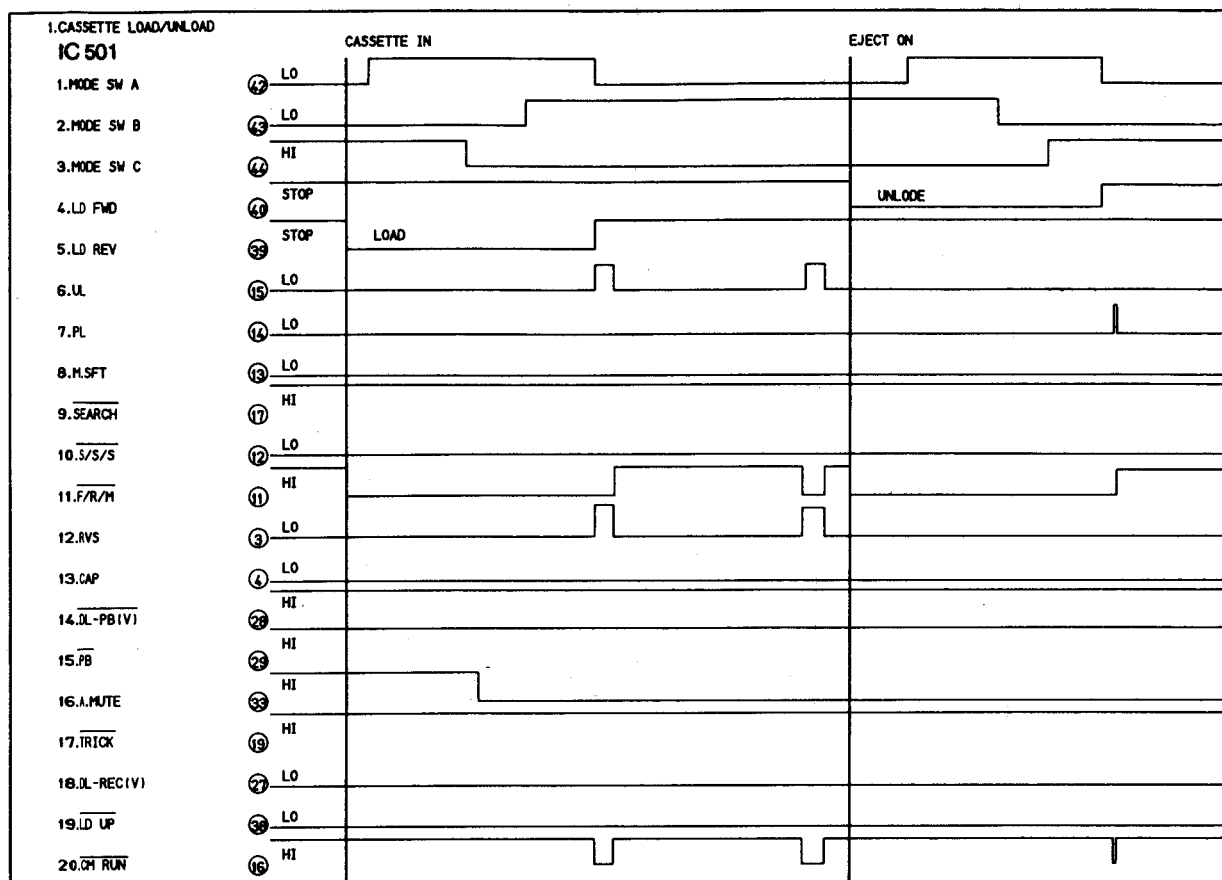 1.CASSETTE LOAD/UNLOAD
IC 501
CASSETTE IN
EJECT ON
1.MODE SW A 42 LO
2.MODE SW B 43 LO
3.MODE SW C 44 HI
4.LD FWD 40 STOP UNLODE
5.LD REV 39 STOP LOAD
6.UL 15 LO
7.PL 14 LO
8.M.SFT 13 LO
9.SEARCH 17 HI
10.S/S/S 12 LO
11.F/R/M 11 HI
12.RVS 3 LO
13.CAP 4 LO
14.DL-PB(V) 28 HI
15.PB 29 HI
16.A.MUTE 33 HI
17.TRICK 19 HI
18.DL-REC(V) 27 LO
19.LD UP 38 LO
20.CM RUN 16 HI